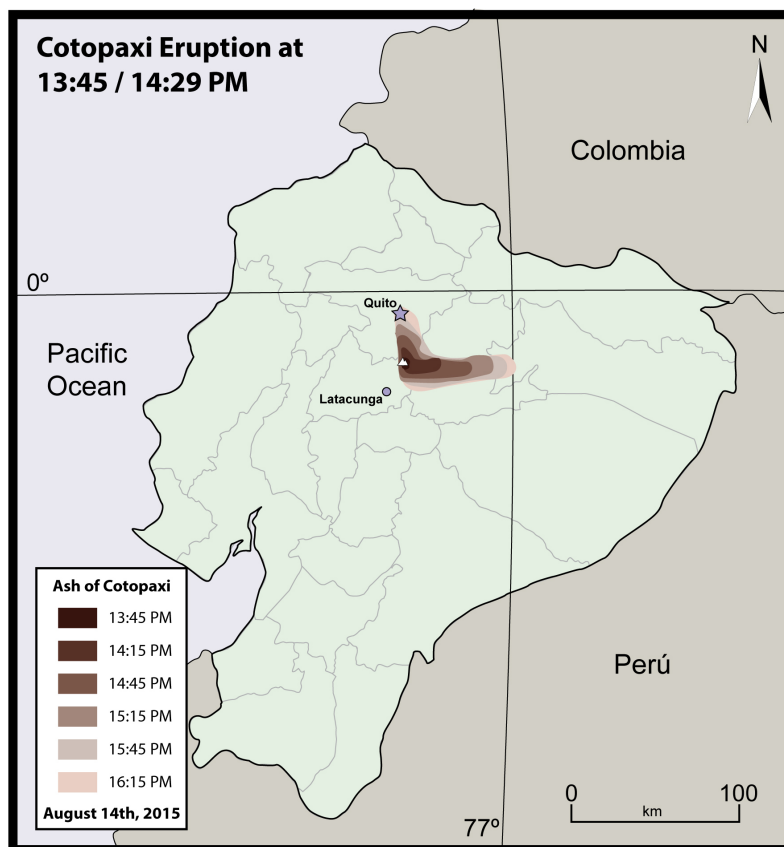 Cotopaxi Eruption at
13:45 / 14:29 PM
N
Colombia
0º
Quito
Pacific
Ocean
Latacunga
Ash of Cotopaxi
13:45 PM
14:15 PM
14:45 PM
15:15 PM
15:45 PM
16:15 PM
August 14th, 2015
Perú
0 100
km
77º